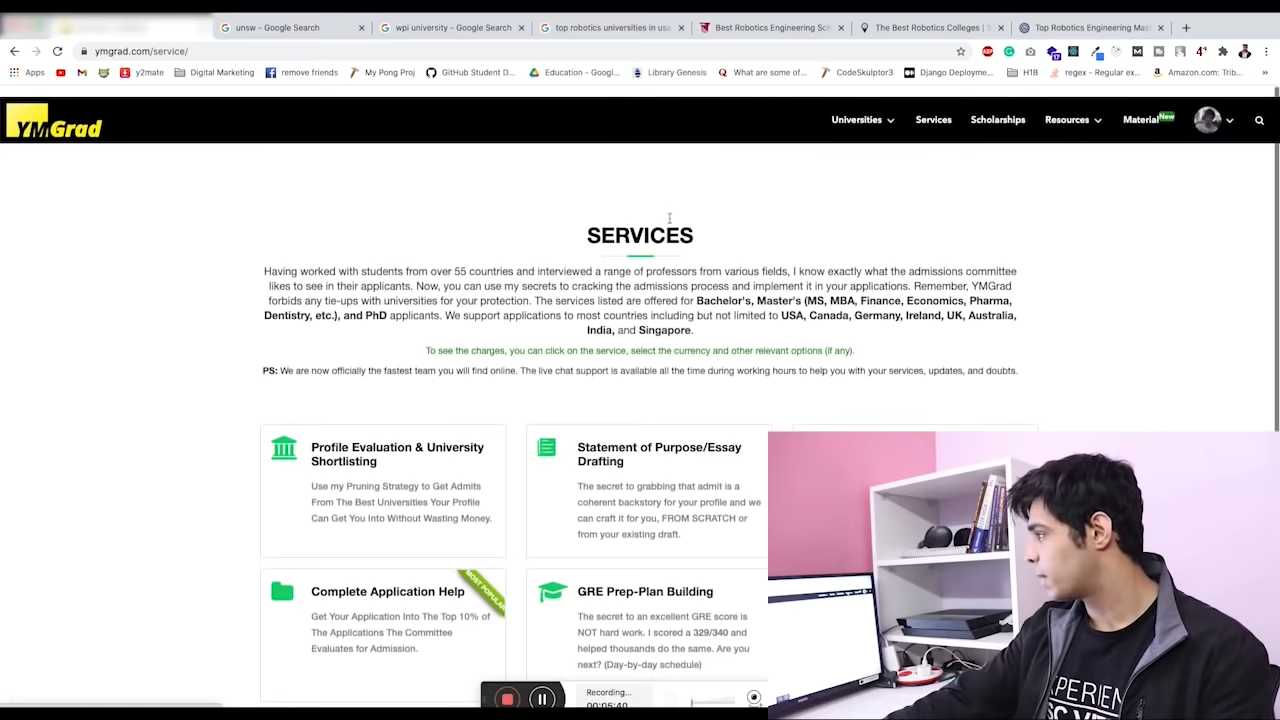 unsw - Google Search
wpi university - Google Search
top robotics universities in usa
Best Robotics Engineering Sch
The Best Robotics Colleges | S
Top Robotics Engineering Mas
ymgrad.com/service/
Apps
y2mate
Digital Marketing
remove friends
My Pong Proj
GitHub Student D...
Education - Googl...
Library Genesis
What are some of...
CodeSkulptor3
Django Deployme...
H1B
regex - Regular ex...
Amazon.com: Trib...
YMGrad
Universities
Services
Scholarships
Resources
Material New
SERVICES
Having worked with students from over 55 countries and interviewed a range of professors from various fields, I know exactly what the admissions committee
likes to see in their applicants. Now, you can use my secrets to cracking the admissions process and implement it in your applications. Remember, YMGrad
forbids any tie-ups with universities for your protection. The services listed are offered for Bachelor's, Master's (MS, MBA, Finance, Economics, Pharma,
Dentistry, etc.), and PhD applicants. We support applications to most countries including but not limited to USA, Canada, Germany, Ireland, UK, Australia,
India, and Singapore.
To see the charges, you can click on the service, select the currency and other relevant options (if any).
PS: We are now officially the fastest team you will find online. The live chat support is available all the time during working hours to help you with your services, updates, and doubts.
Profile Evaluation & University
Shortlisting
Use my Pruning Strategy to Get Admits
From The Best Universities Your Profile
Can Get You Into Without Wasting Money.
Statement of Purpose/Essay
Drafting
The secret to grabbing that admit is a
coherent backstory for your profile and we
can craft it for you, FROM SCRATCH or
from your existing draft.
Complete Application Help
MOST POPULAR
Get Your Application Into The Top 10% of
The Applications The Committee
Evaluates for Admission.
GRE Prep-Plan Building
The secret to an excellent GRE score is
NOT hard work. I scored a 329/340 and
helped thousands do the same. Are you
next? (Day-by-day schedule)
Recording...
00:05:40